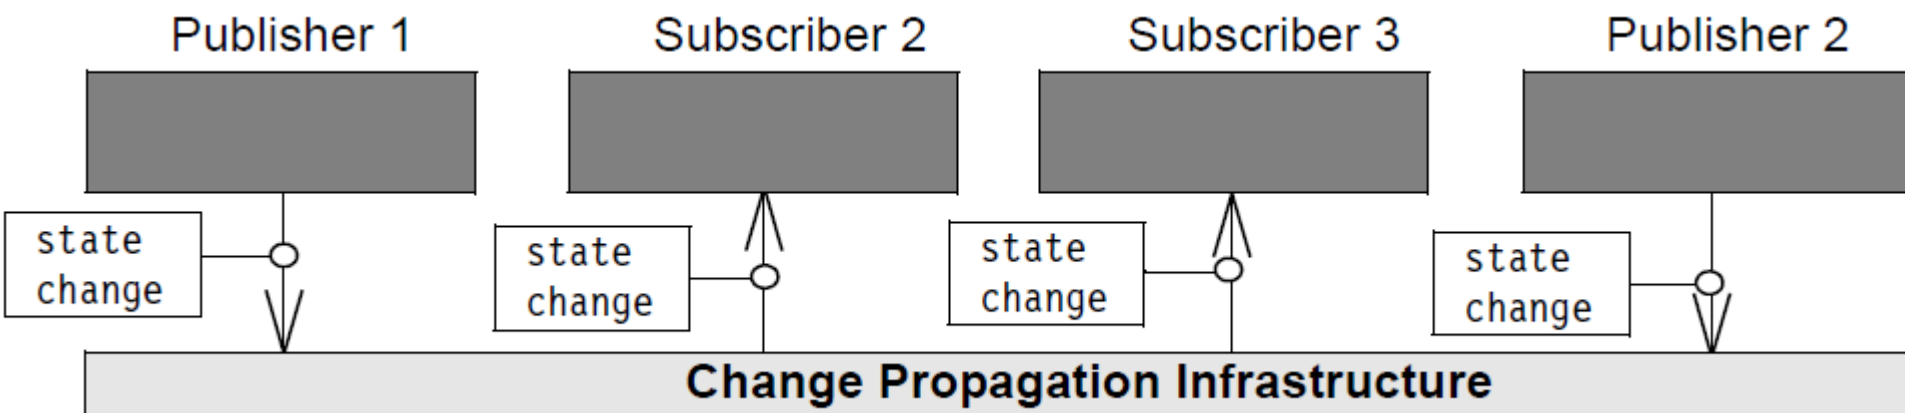 Publisher 1
Subscriber 2
Subscriber 3
Publisher 2
state
change
state
change
state
change
state
change
Change Propagation Infrastructure